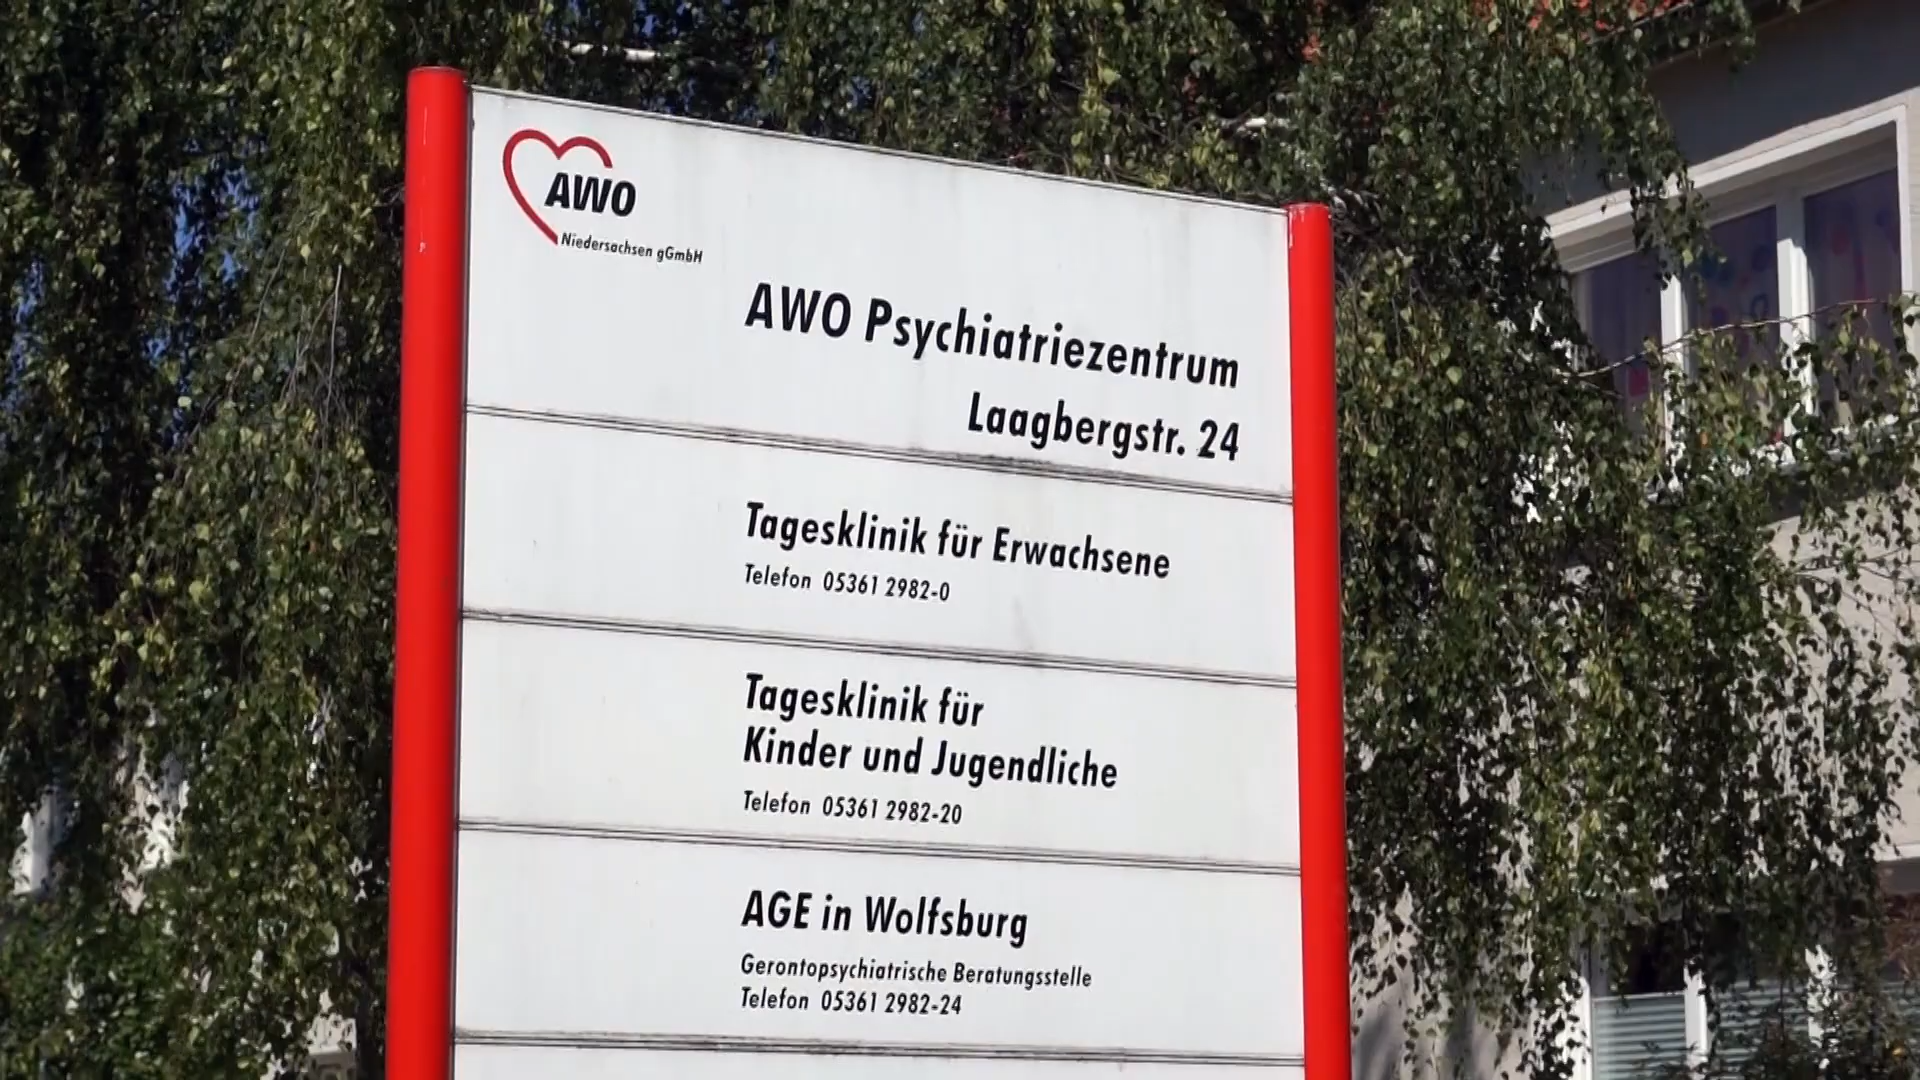 AWO
Niedersachsen gGmbH
AWO Psychiatriezentrum
Laagbergstr. 24
Tagesklinik für Erwachsene
Telefon 05361 2982-0
Tagesklinik für
Kinder und Jugendliche
Telefon 05361 2982-20
AGE in Wolfsburg
Gerontopsychiatrische Beratungsstelle
Telefon 05361 2982-24